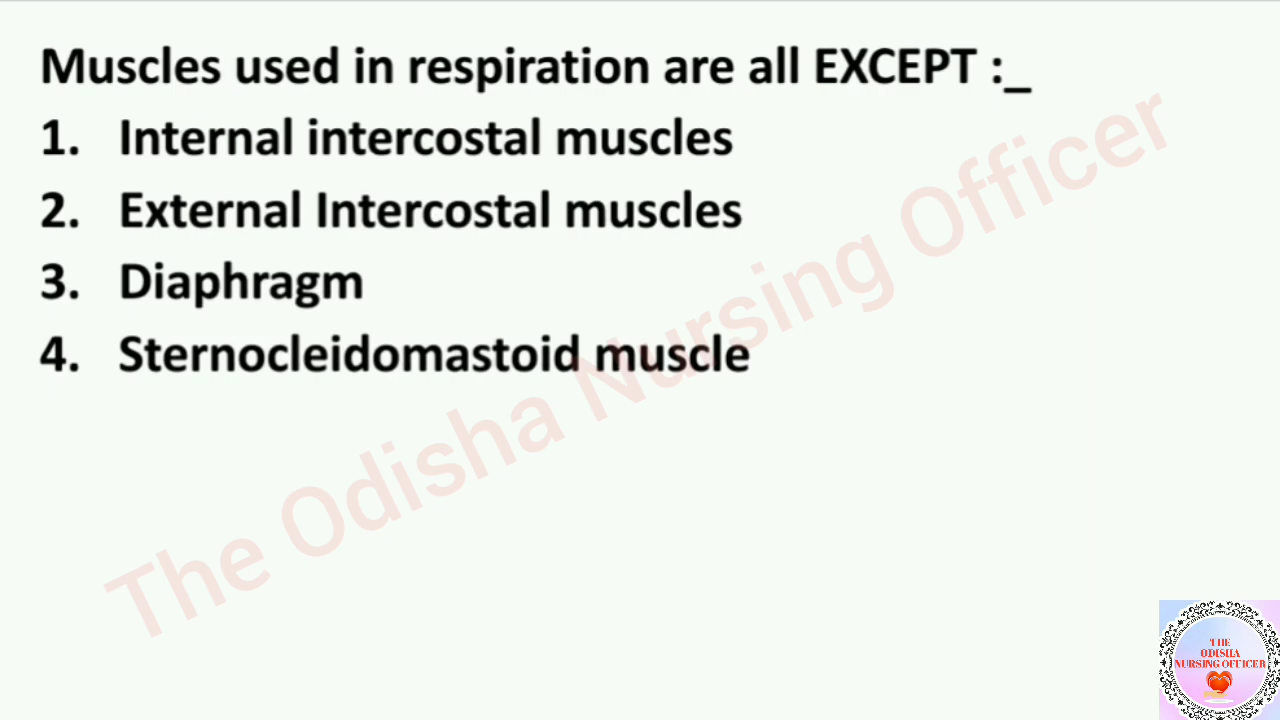 Muscles used in respiration are all EXCEPT :_
1. Internal intercostal muscles
2. External Intercostal muscles
3. Diaphragm
4. Sternocleidomastoid muscle
The Odisha Nursing Officer
THE
ODISHA
NURSING OFFICER